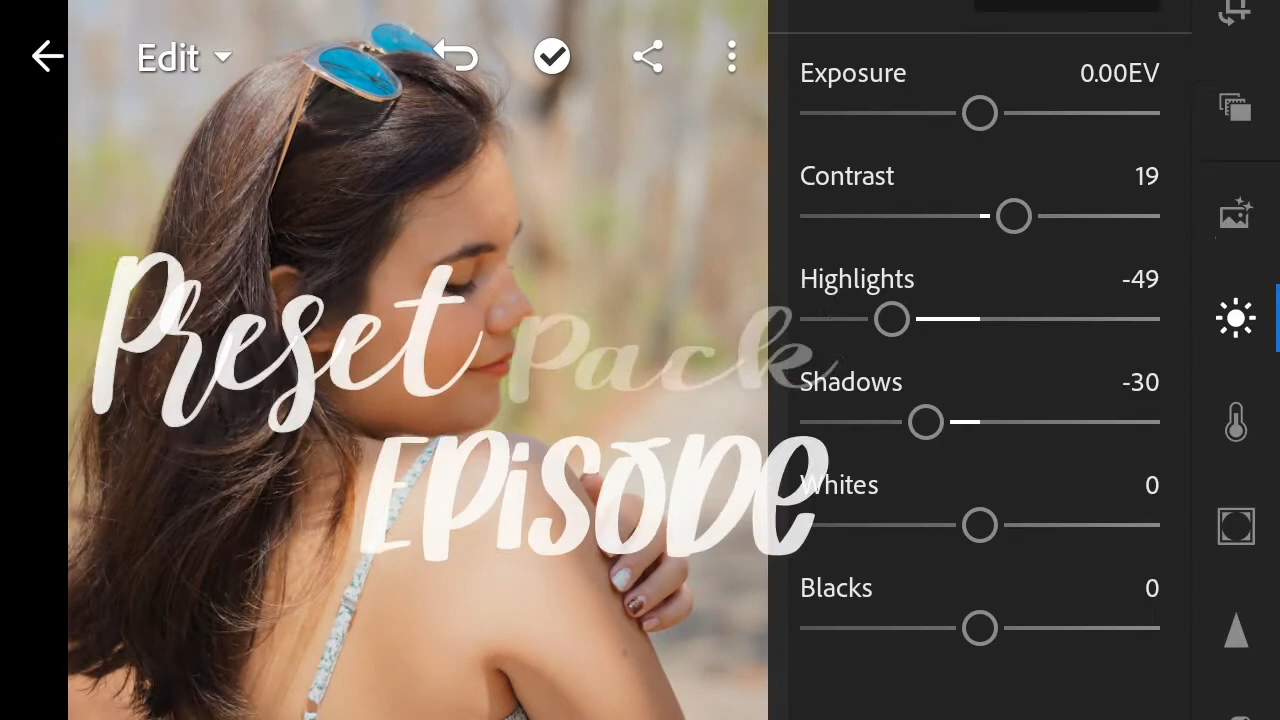 Edit
Exposure 0.00EV
Contrast 19
Highlights -49
Preset Pack
Shadows -30
EPiSODe
Whites 0
Blacks 0